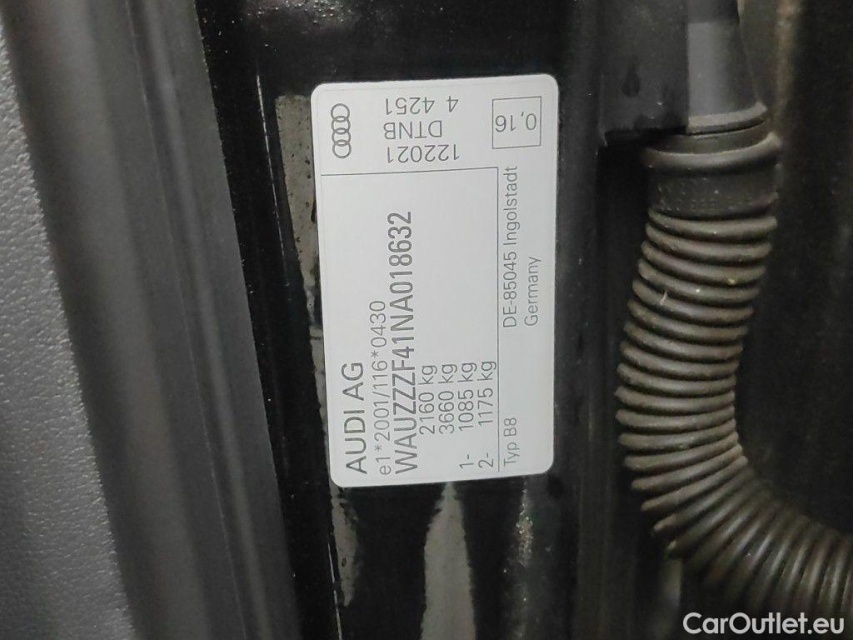 AUDI AG
e1*2001/116*0430
WAUZZZF41NA018632
2160 kg
3660 kg
1- 1085 kg
2- 1175 kg
Typ B8
DE-85045 Ingolstadt
Germany
122021
DTNB
4 4251
0,16
CarOutlet.eu